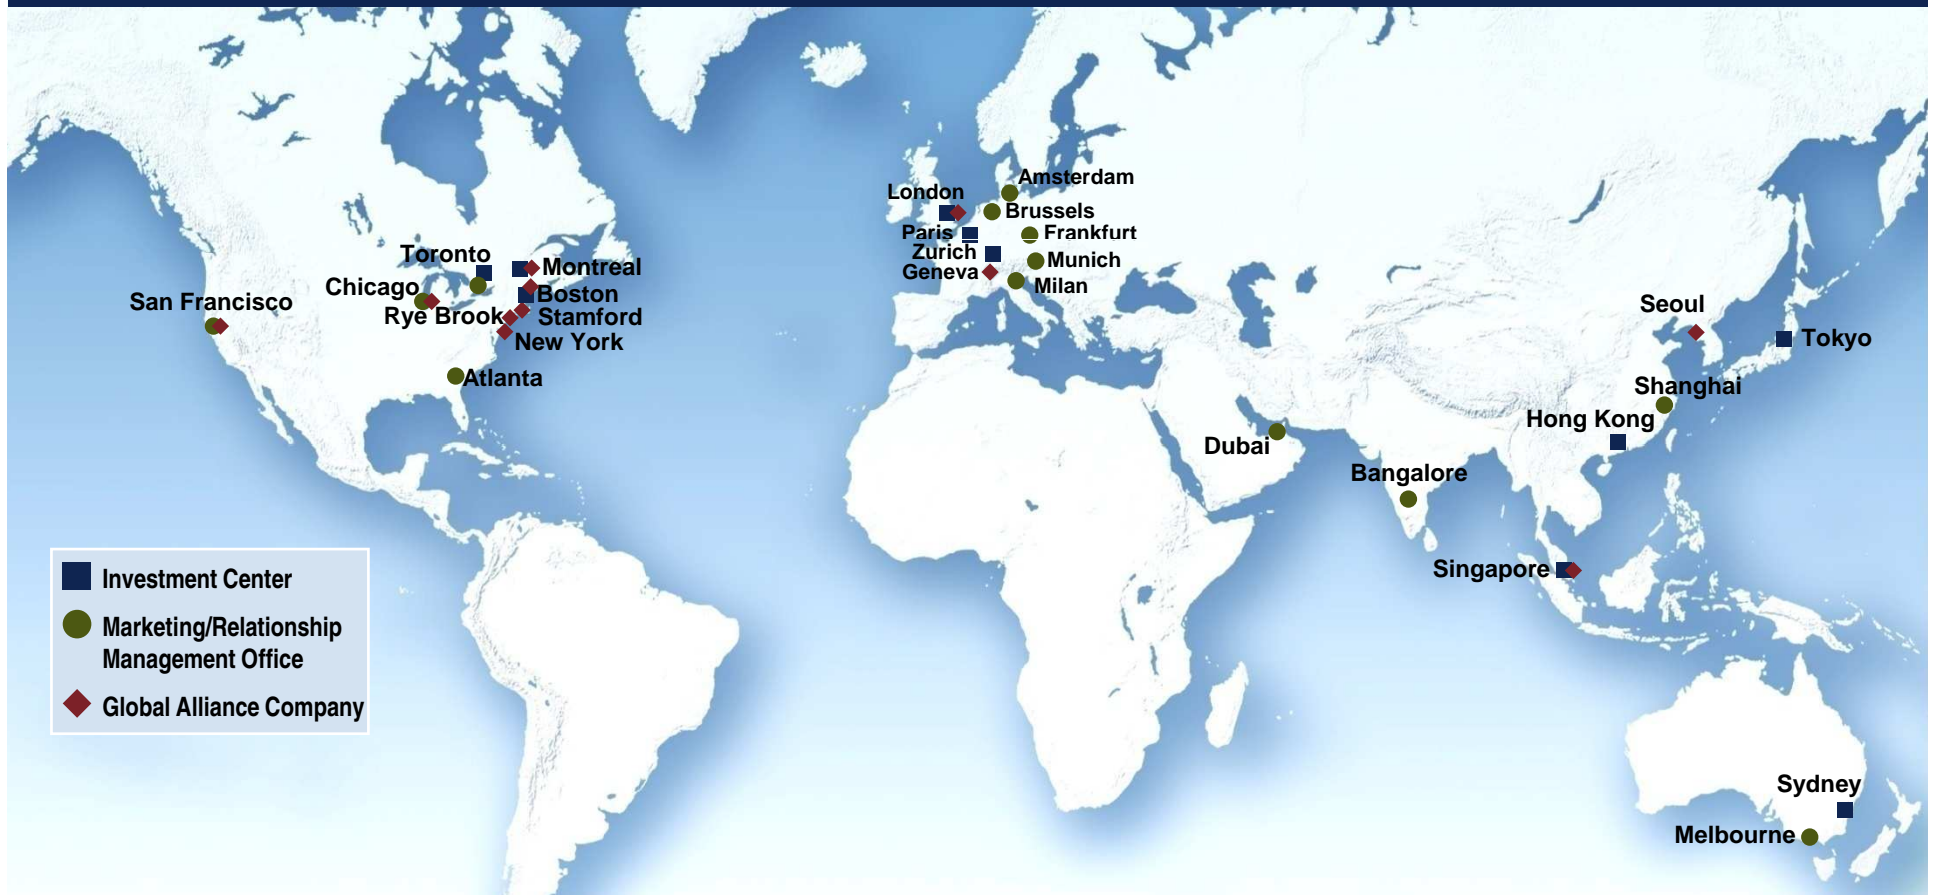 Amsterdam
London
Brussels
Paris
Frankfurt
Zurich
Munich
Geneva
Milan
Toronto
Montreal
Chicago
Boston
San Francisco
Rye Brook
Stamford
New York
Atlanta
Seoul
Tokyo
Shanghai
Hong Kong
Dubai
Bangalore
Singapore
Sydney
Melbourne
Investment Center
Marketing/Relationship
Management Office
Global Alliance Company